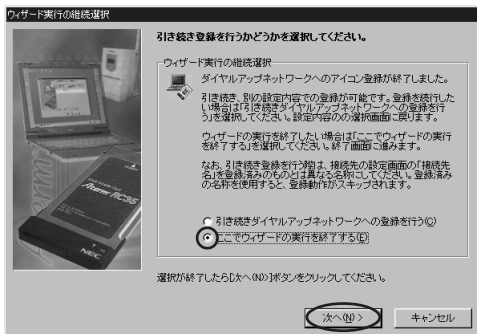 ウィザード実行の継続選択
引き続き登録を行うかどうかを選択してください。
ウィザード実行の継続選択
ダイヤルアップネットワークへのアイコン登録が終了しました。
引き続き、別の設定内容での登録が可能です。登録を続行した
い場合は「引き続きダイヤルアップネットワークへの登録を行
う」を選択してください。設定内容のの選択画面に戻ります。
ウィザードの実行を終了したい場合は「ここでウィザードの実行
を終了する」を選択してください。終了画面に進みます。
なお、引き続き登録を行う際は、接続先の設定画面の「接続先
名」を登録済みのものとは異なる名称にしてください。登録済み
の名称を使用すると、登録動作がスキップされます。
引き続きダイヤルアップネットワークへの登録を行う(C)
ここでウィザードの実行を終了する(E)
Aterm RC35
NEC
選択が終了したら[次へ(N)>]ボタンをクリックしてください。
次へ(N) >
キャンセル